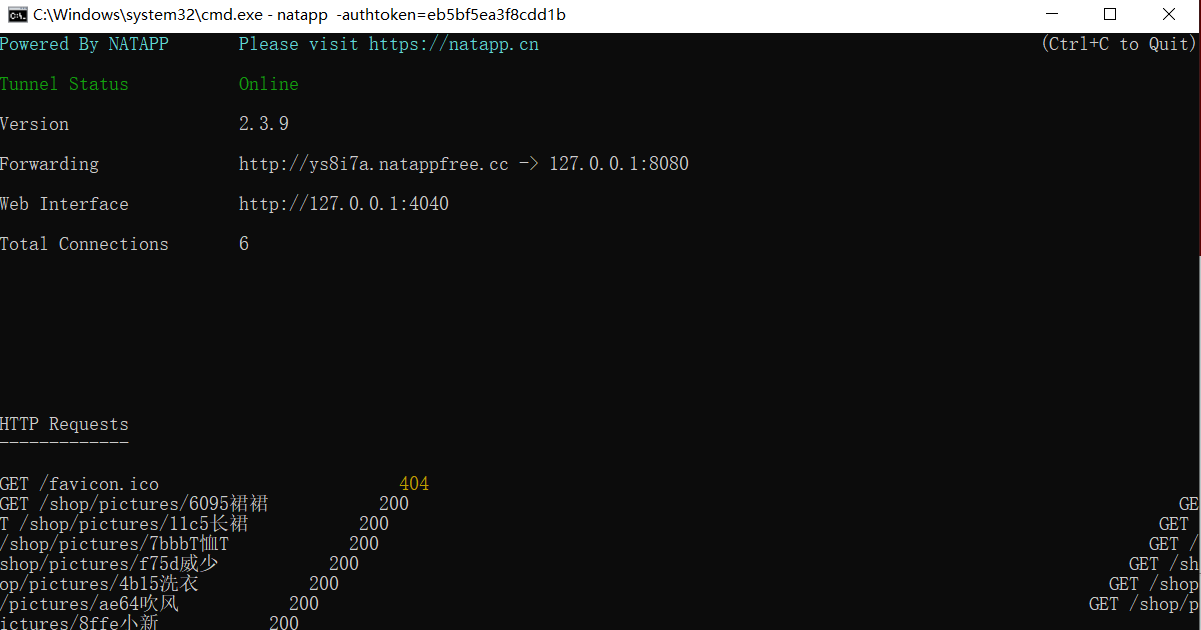 C:\Windows\system32\cmd.exe - natapp -authtoken=eb5bf5ea3f8cdd1b
Powered By NATAPP Please visit https://natapp.cn (Ctrl+C to Quit)
Tunnel Status Online
Version 2.3.9
Forwarding http://ys8i7a.natappfree.cc -> 127.0.0.1:8080
Web Interface http://127.0.0.1:4040
Total Connections 6
HTTP Requests
-------------
GET /favicon.ico 404
GET /shop/pictures/6095裙裙 200 GE
T /shop/pictures/11c5长裙 200 GET
/shop/pictures/7bbbT恤T 200 GET /
shop/pictures/f75d威少 200 GET /sh
op/pictures/4b15洗衣 200 GET /shop
/pictures/ae64吹风 200 GET /shop/p
ictures/8ffe小新 200